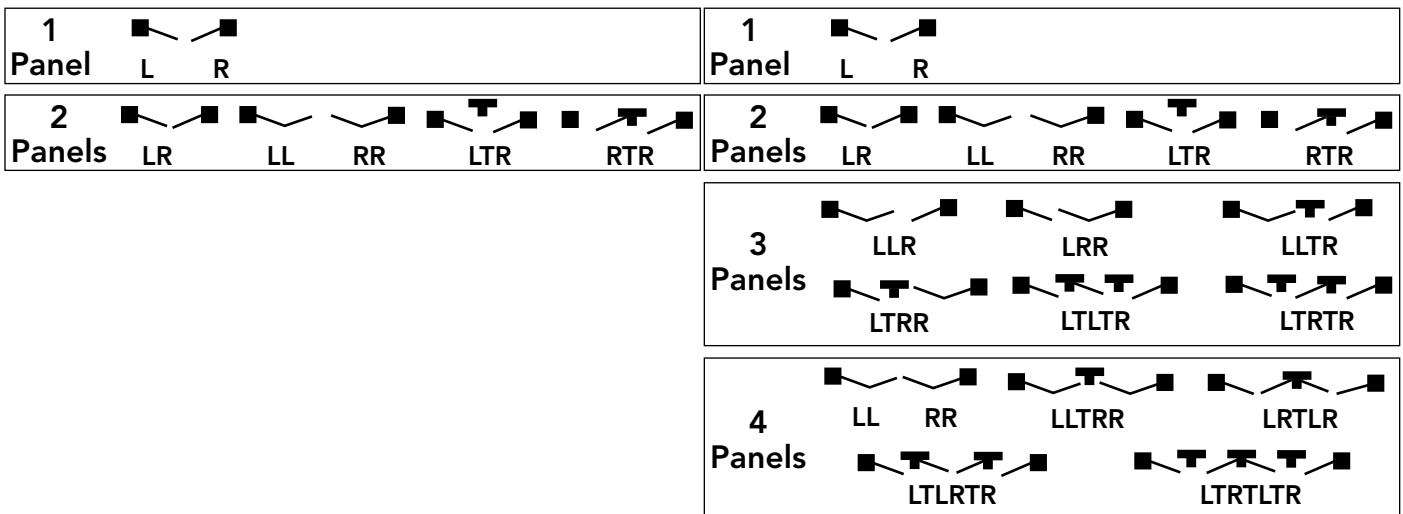 1
Panel
L R
2
Panels
LR LL RR LTR RTR
1
Panel
L R
2
Panels
LR LL RR LTR RTR
3
Panels
LLR LRR LLTR
LTRR LTLTR LTRTR
4
Panels
LL RR LLTRR LRTLR
LTLRTR LTRTLTR